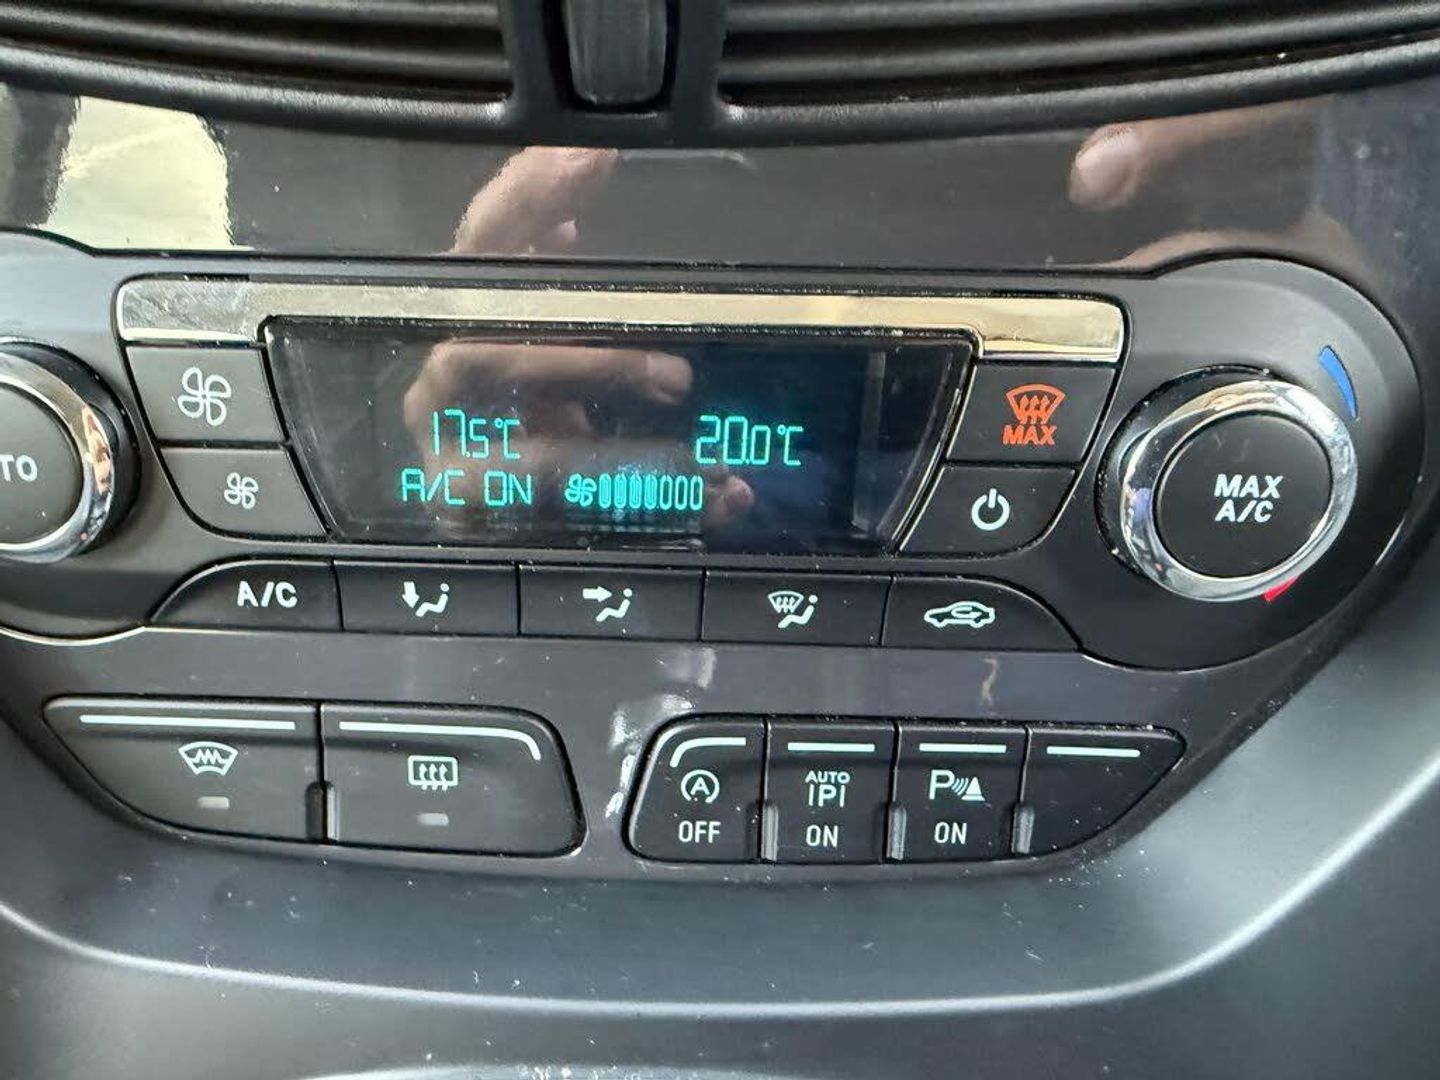 17.5°C 20.0°C
A/C ON
MAX
TO
MAX
A/C
A/C
A
OFF
AUTO
P
ON
P
ON